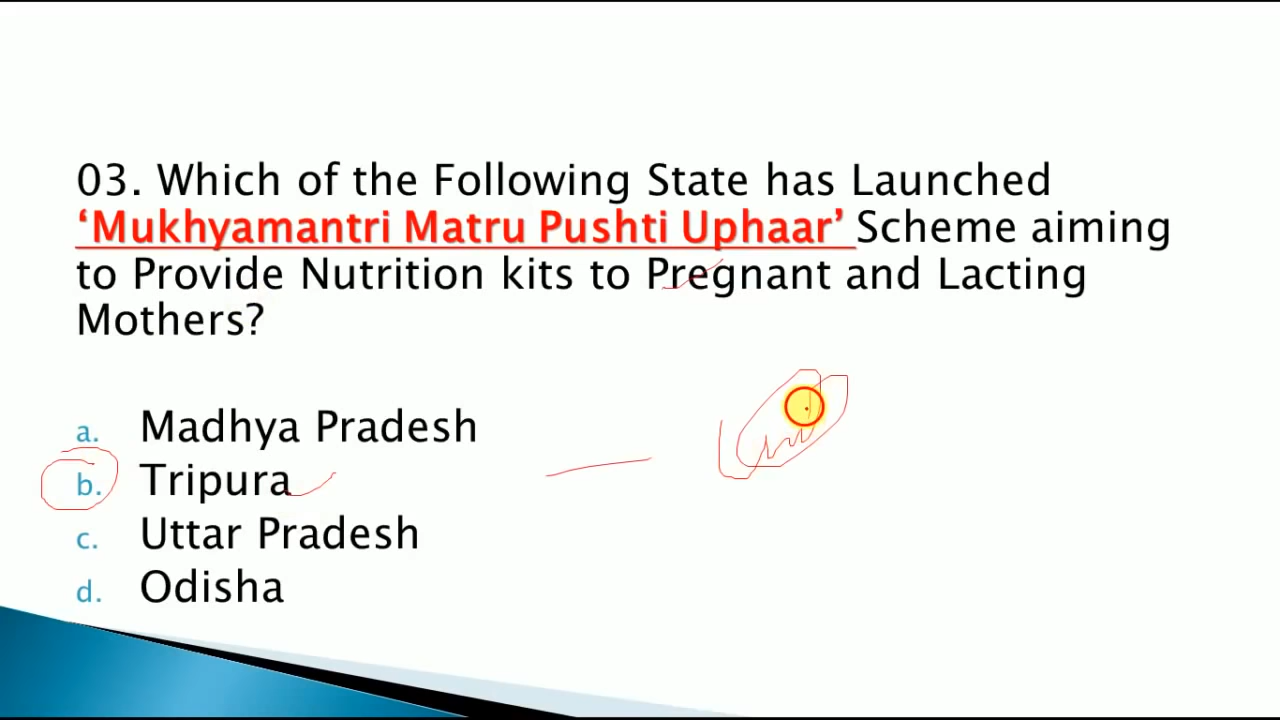 03. Which of the Following State has Launched
‘Mukhyamantri Matru Pushti Uphaar’ Scheme aiming
to Provide Nutrition kits to Pregnant and Lacting
Mothers?
a. Madhya Pradesh
b. Tripura
c. Uttar Pradesh
d. Odisha